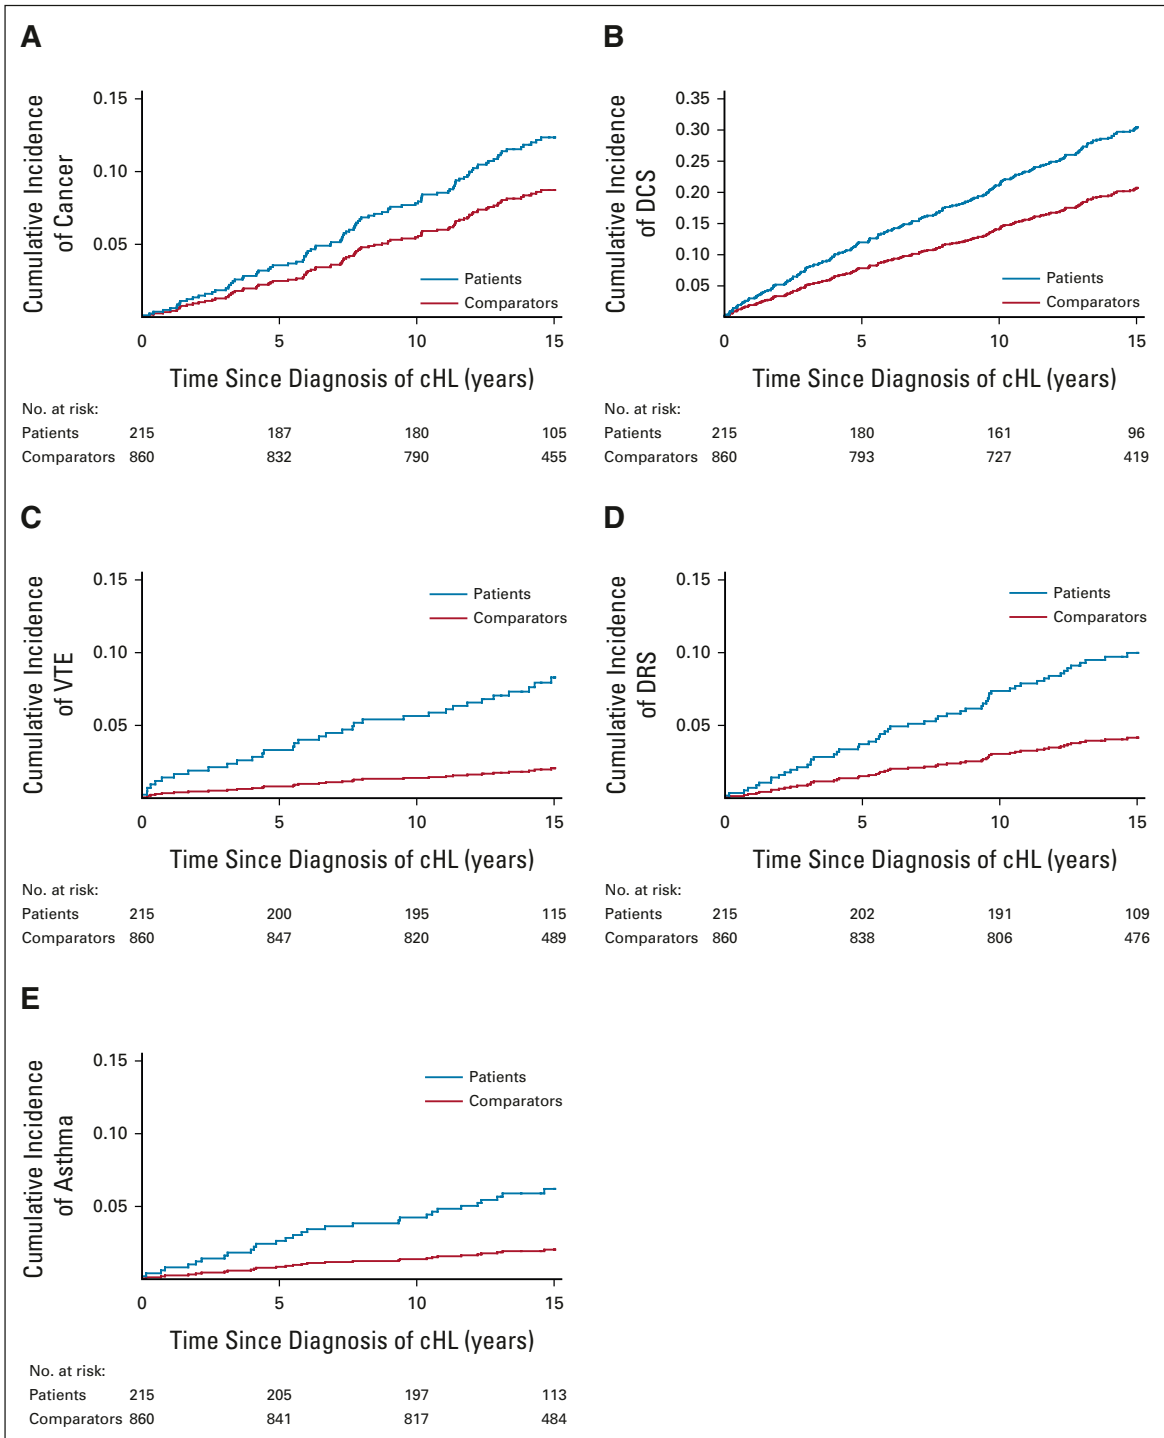 A
Cumulative Incidence
of Cancer
0.15
0.10
0.05
Patients
Comparators
0 5 10 15
Time Since Diagnosis of cHL (years)
No. at risk:
Patients 215 187 180 105
Comparators 860 832 790 455
B
Cumulative Incidence
of DCS
0.35
0.30
0.25
0.20
0.15
0.10
0.05
Patients
Comparators
0 5 10 15
Time Since Diagnosis of cHL (years)
No. at risk:
Patients 215 180 161 96
Comparators 860 793 727 419
C
Cumulative Incidence
of VTE
0.15
0.10
0.05
Patients
Comparators
0 5 10 15
Time Since Diagnosis of cHL (years)
No. at risk:
Patients 215 200 195 115
Comparators 860 847 820 489
D
Cumulative Incidence
of DRS
0.15
0.10
0.05
Patients
Comparators
0 5 10 15
Time Since Diagnosis of cHL (years)
No. at risk:
Patients 215 202 191 109
Comparators 860 838 806 476
E
Cumulative Incidence
of Asthma
0.15
0.10
0.05
Patients
Comparators
0 5 10 15
Time Since Diagnosis of cHL (years)
No. at risk:
Patients 215 205 197 113
Comparators 860 841 817 484